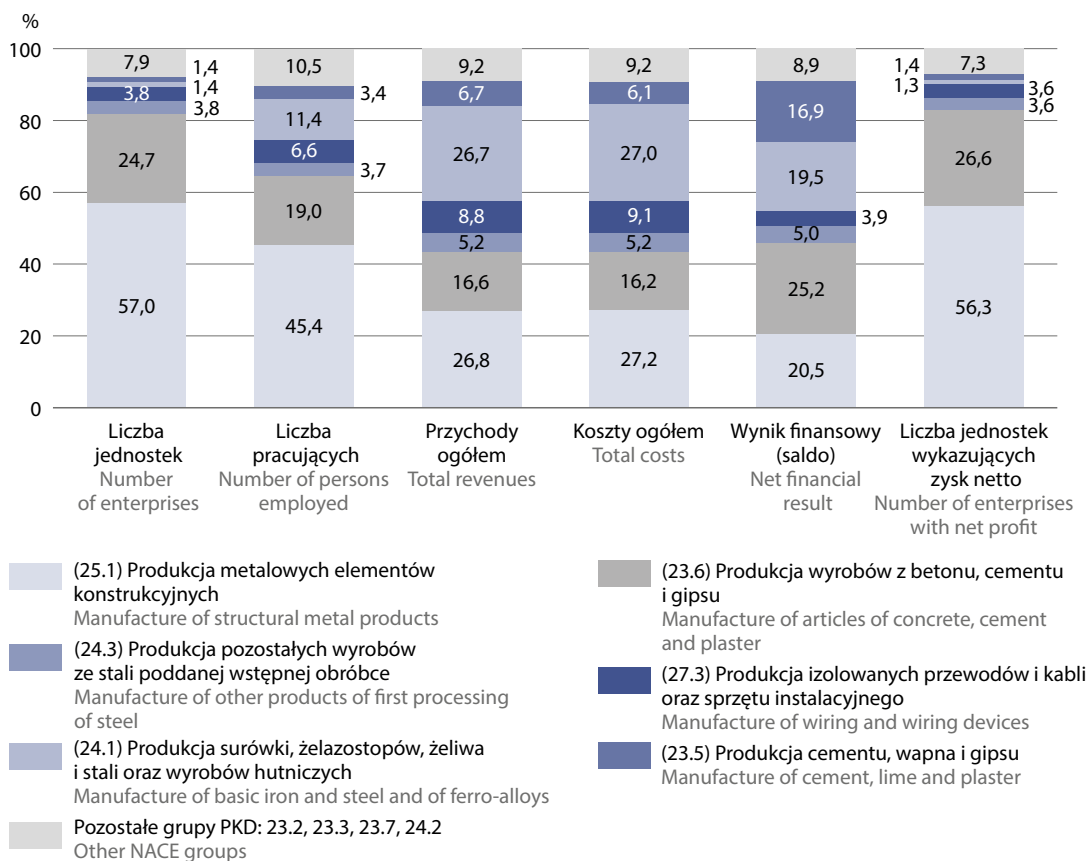 %
100
80
60
40
20
0
7,9
1,4
1,4
3,8
3,8
24,7
57,0
10,5
3,4
11,4
6,6
3,7
19,0
45,4
9,2
6,7
26,7
8,8
5,2
16,6
26,8
9,2
6,1
27,0
9,1
5,2
16,2
27,2
8,9
16,9
19,5
3,9
5,0
25,2
20,5
7,3
1,4
1,3
3,6
3,6
26,6
56,3
Liczba
jednostek
Number
of enterprises
Liczba
pracujących
Number of persons
employed
Przychody
ogółem
Total revenues
Koszty ogółem
Total costs
Wynik finansowy
(saldo)
Net financial
result
Liczba jednostek
wykazujących
zysk netto
Number of enterprises
with net profit
(25.1) Produkcja metalowych elementów
konstrukcyjnych
Manufacture of structural metal products
(24.3) Produkcja pozostałych wyrobów
ze stali poddanej wstępnej obróbce
Manufacture of other products of first processing
of steel
(24.1) Produkcja surówki, żelazostopów, żeliwa
i stali oraz wyrobów hutniczych
Manufacture of basic iron and steel and of ferro-alloys
Pozostałe grupy PKD: 23.2, 23.3, 23.7, 24.2
Other NACE groups
(23.6) Produkcja wyrobów z betonu, cementu
i gipsu
Manufacture of articles of concrete, cement
and plaster
(27.3) Produkcja izolowanych przewodów i kabli
oraz sprzętu instalacyjnego
Manufacture of wiring and wiring devices
(23.5) Produkcja cementu, wapna i gipsu
Manufacture of cement, lime and plaster